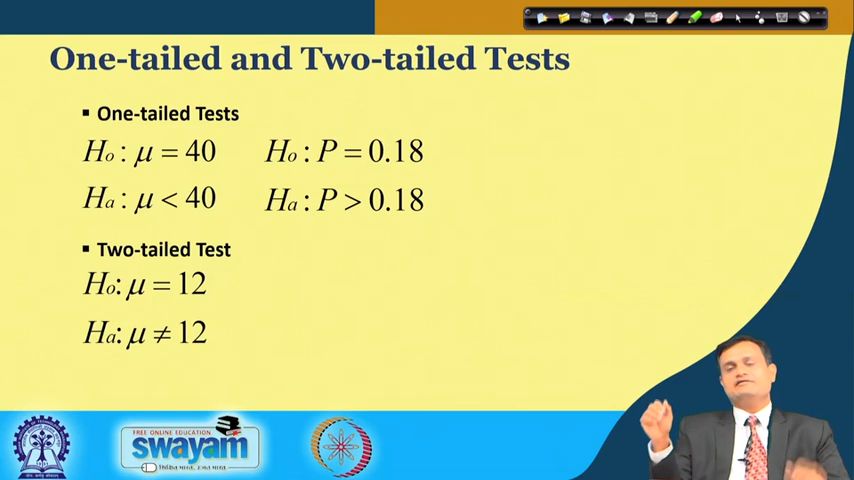 One-tailed and Two-tailed Tests
▪ One-tailed Tests
Ho : μ = 40
Ha : μ < 40
Ho : P = 0.18
Ha : P > 0.18
▪ Two-tailed Test
Ho: μ = 12
Ha: μ ≠ 12
FREE ONLINE EDUCATION
swayam